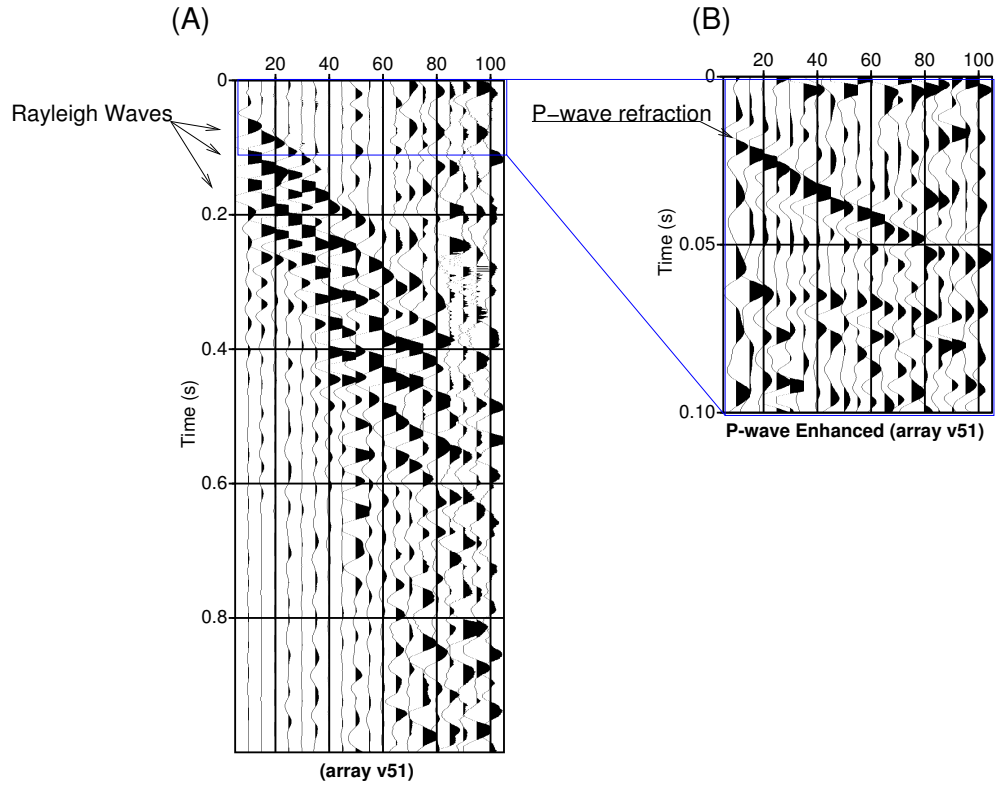 (A)
20 40 60 80 100
0
0.2
0.4
0.6
0.8
Time (s)
Rayleigh Waves
(array v51)
(B)
20 40 60 80 100
0
0.05
0.10
Time (s)
P−wave refraction
P-wave Enhanced (array v51)